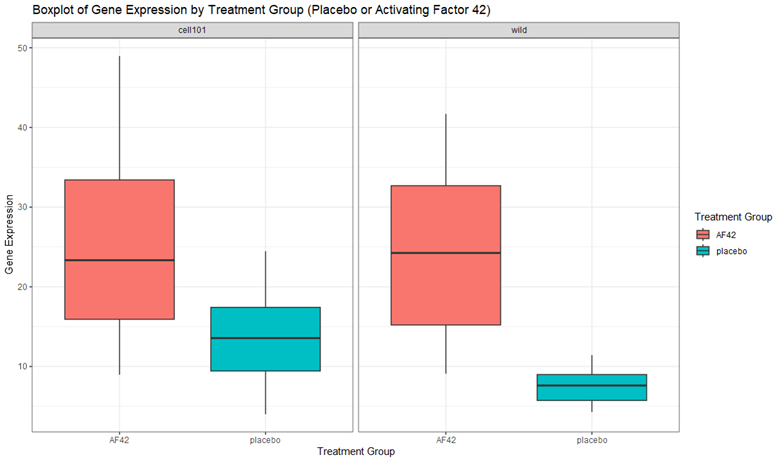 Boxplot of Gene Expression by Treatment Group (Placebo or Activating Factor 42)
cell101
wild
50
40
30
20
10
Gene Expression
AF42
placebo
AF42
placebo
Treatment Group
Treatment Group
AF42
placebo